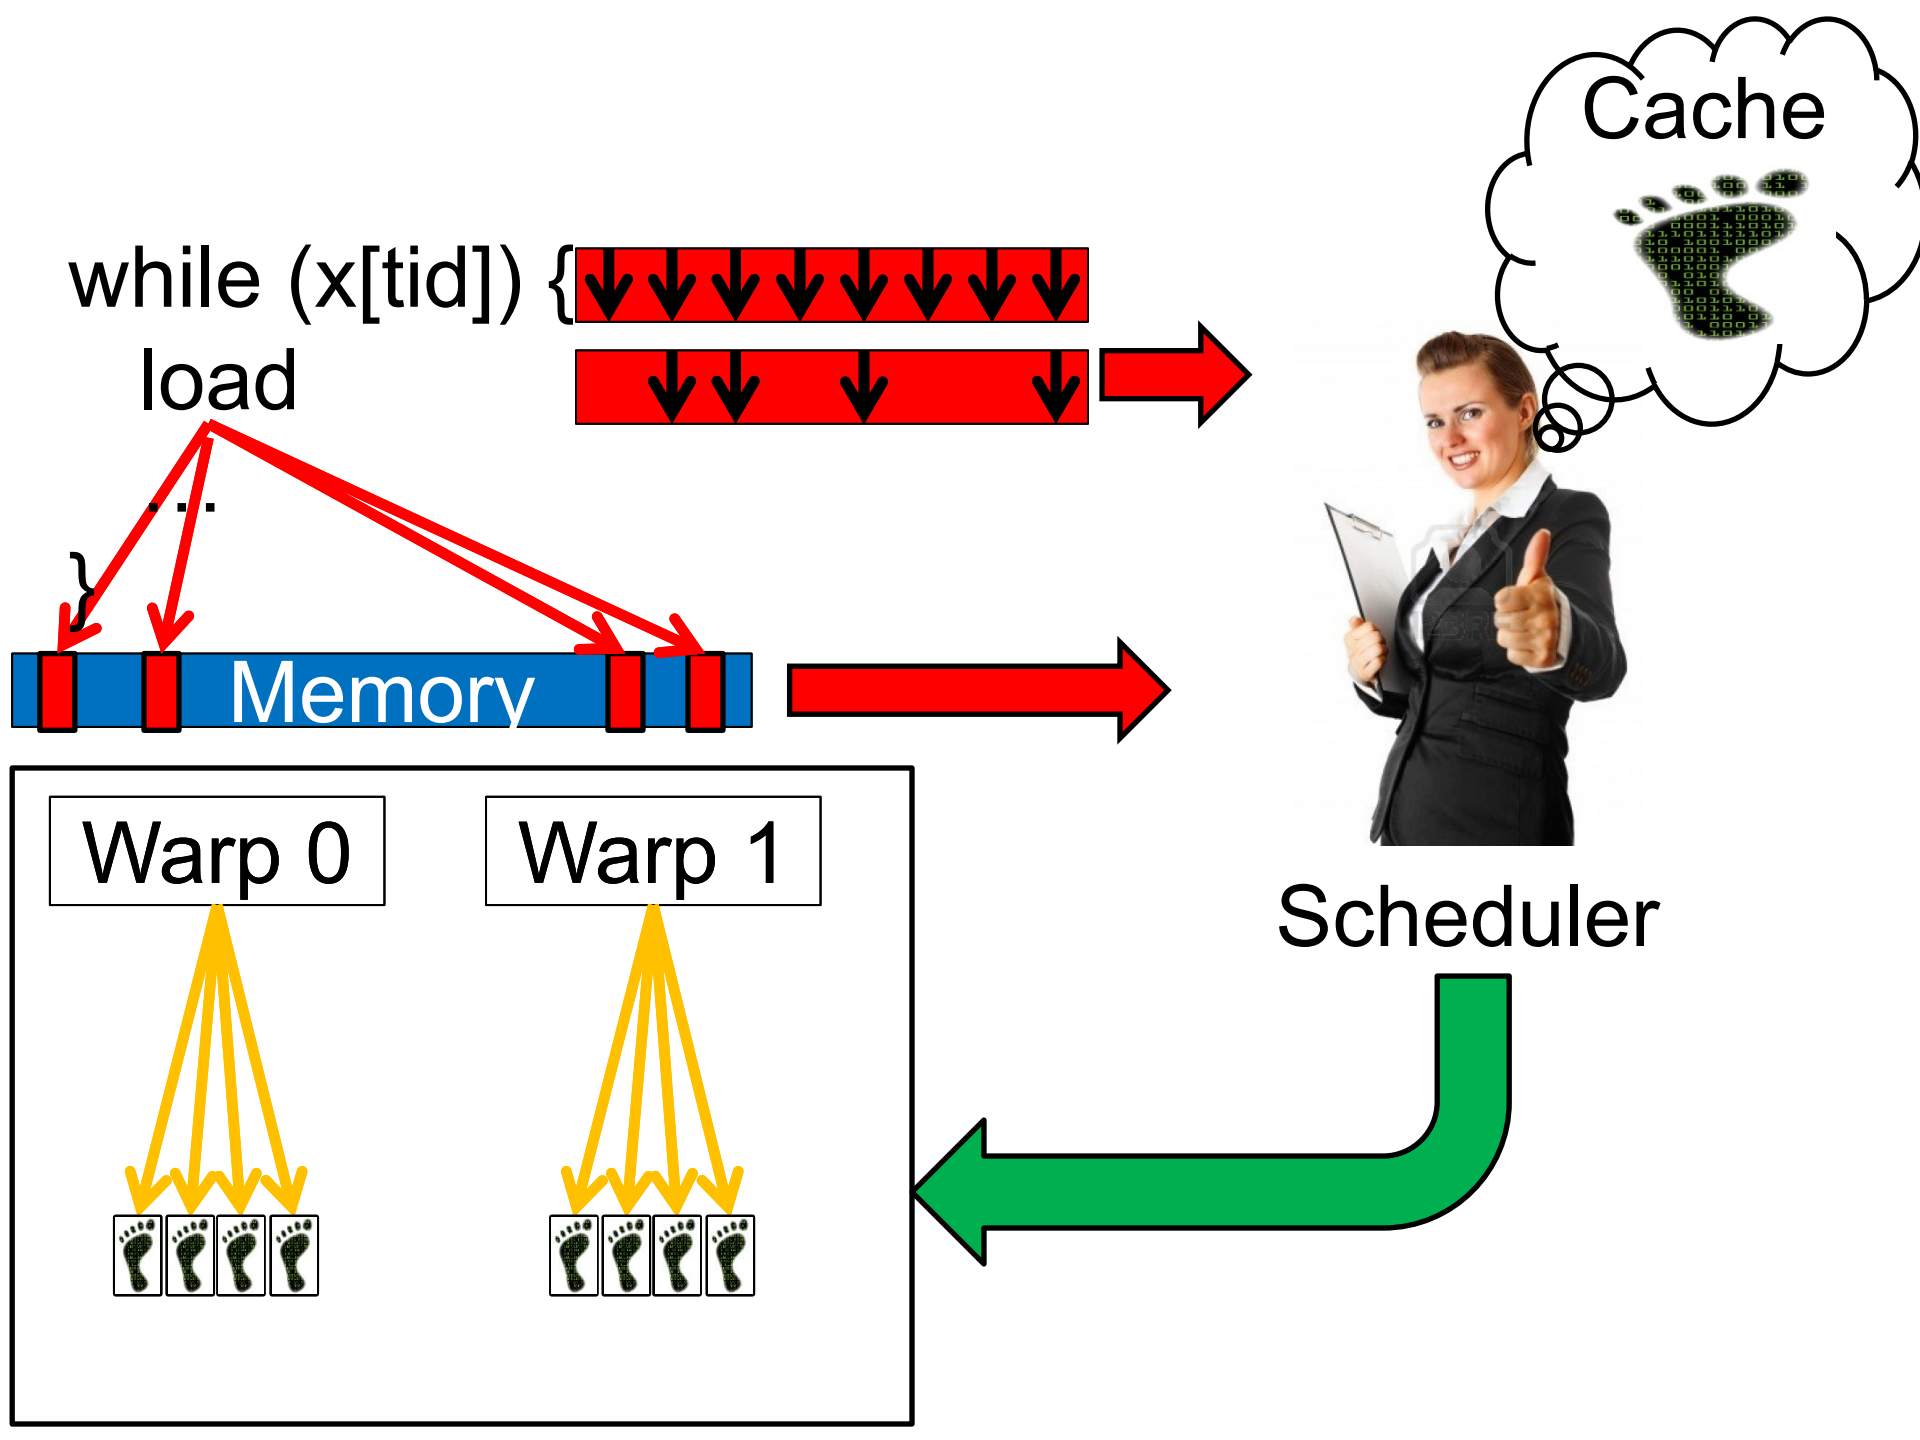 Cache
while (x[tid]) {
load
...
}
Memory
Warp 0
Warp 1
Scheduler